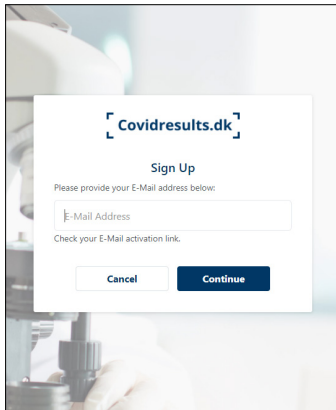 Covidresults.dk
Sign Up
Please provide your E-Mail address below:
E-Mail Address
Check your E-Mail activation link.
Cancel Continue